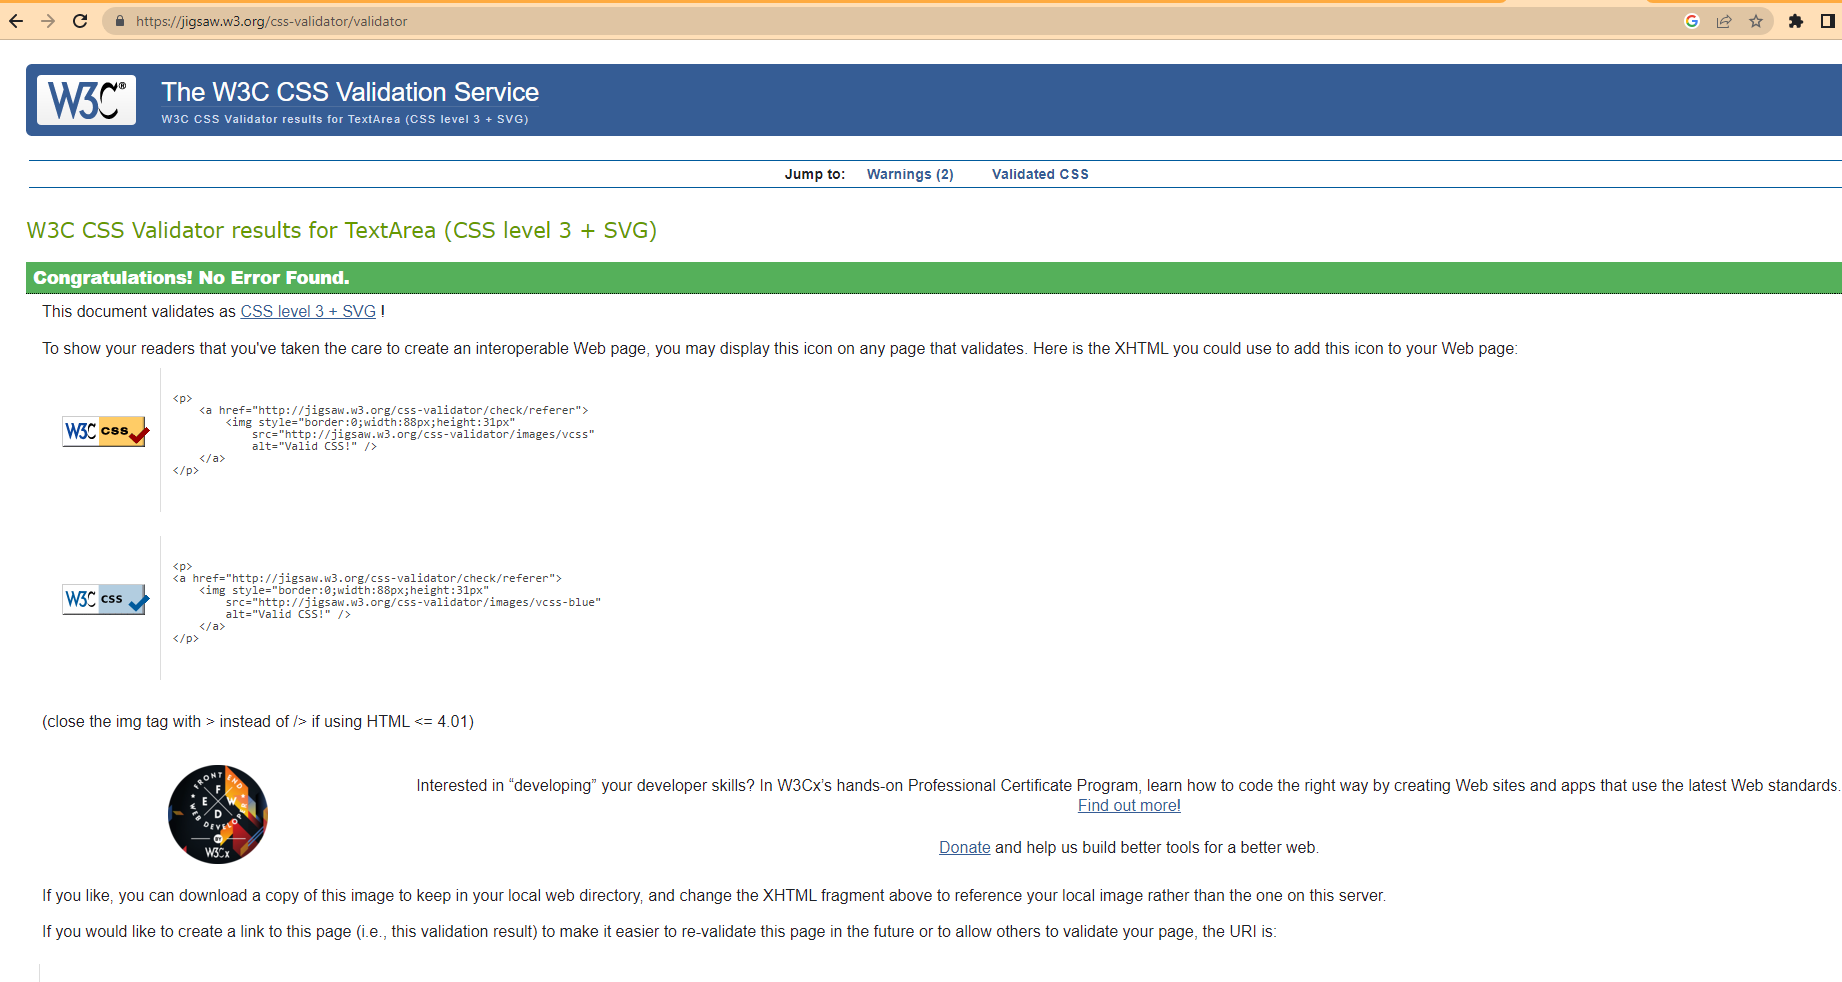 https://jigsaw.w3.org/css-validator/validator
W3C®
The W3C CSS Validation Service
W3C CSS Validator results for TextArea (CSS level 3 + SVG)
Jump to: Warnings (2) Validated CSS
W3C CSS Validator results for TextArea (CSS level 3 + SVG)
Congratulations! No Error Found.
This document validates as CSS level 3 + SVG !
To show your readers that you've taken the care to create an interoperable Web page, you may display this icon on any page that validates. Here is the XHTML you could use to add this icon to your Web page:
W3C css
<p>
<a href="http://jigsaw.w3.org/css-validator/check/referer">
<img style="border:0;width:88px;height:31px"
src="http://jigsaw.w3.org/css-validator/images/vcss"
alt="Valid CSS!" />
</a>
</p>
W3C css
<p>
<a href="http://jigsaw.w3.org/css-validator/check/referer">
<img style="border:0;width:88px;height:31px"
src="http://jigsaw.w3.org/css-validator/images/vcss-blue"
alt="Valid CSS!" />
</a>
</p>
(close the img tag with > instead of /> if using HTML <= 4.01)
FRONT END
WEB DEVELOPER
F E W D
BY
W3Cx
Interested in “developing” your developer skills? In W3Cx’s hands-on Professional Certificate Program, learn how to code the right way by creating Web sites and apps that use the latest Web standards.
Find out more!
Donate and help us build better tools for a better web.
If you like, you can download a copy of this image to keep in your local web directory, and change the XHTML fragment above to reference your local image rather than the one on this server.
If you would like to create a link to this page (i.e., this validation result) to make it easier to re-validate this page in the future or to allow others to validate your page, the URI is: